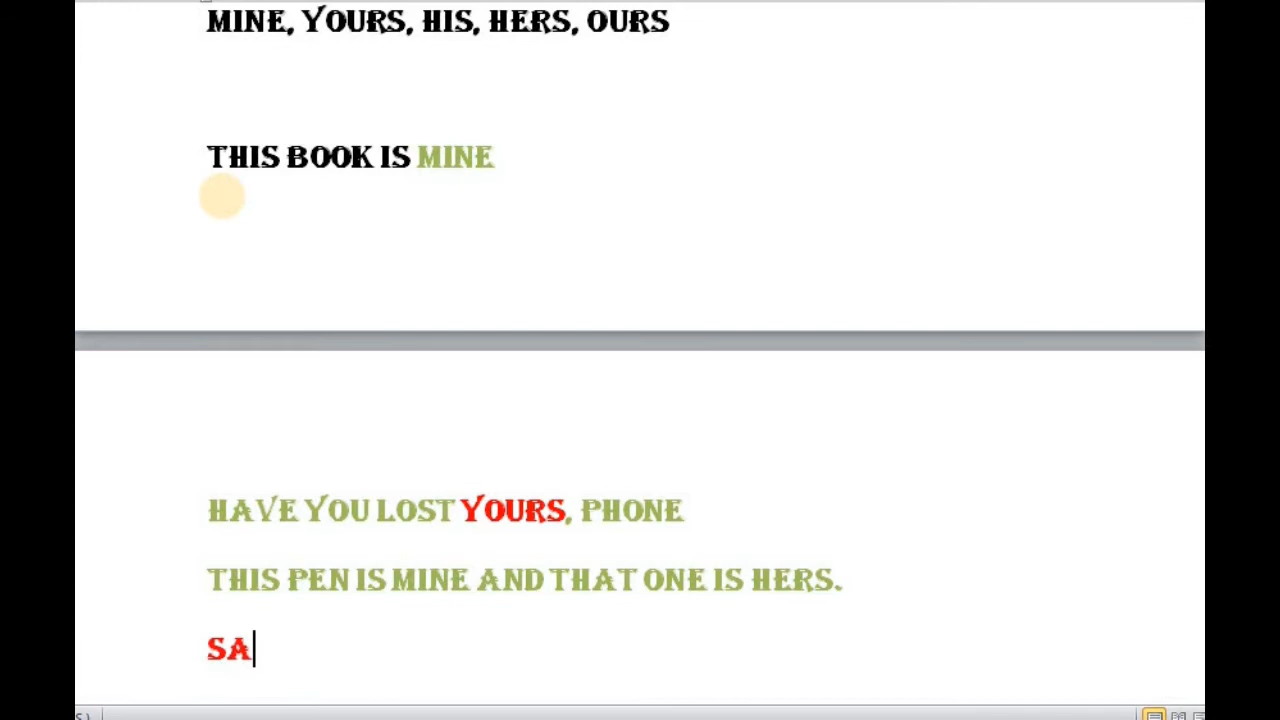 MINE, YOURS, HIS, HERS, OURS
THIS BOOK IS MINE
HAVE YOU LOST YOURS, PHONE
THIS PEN IS MINE AND THAT ONE IS HERS.
SA